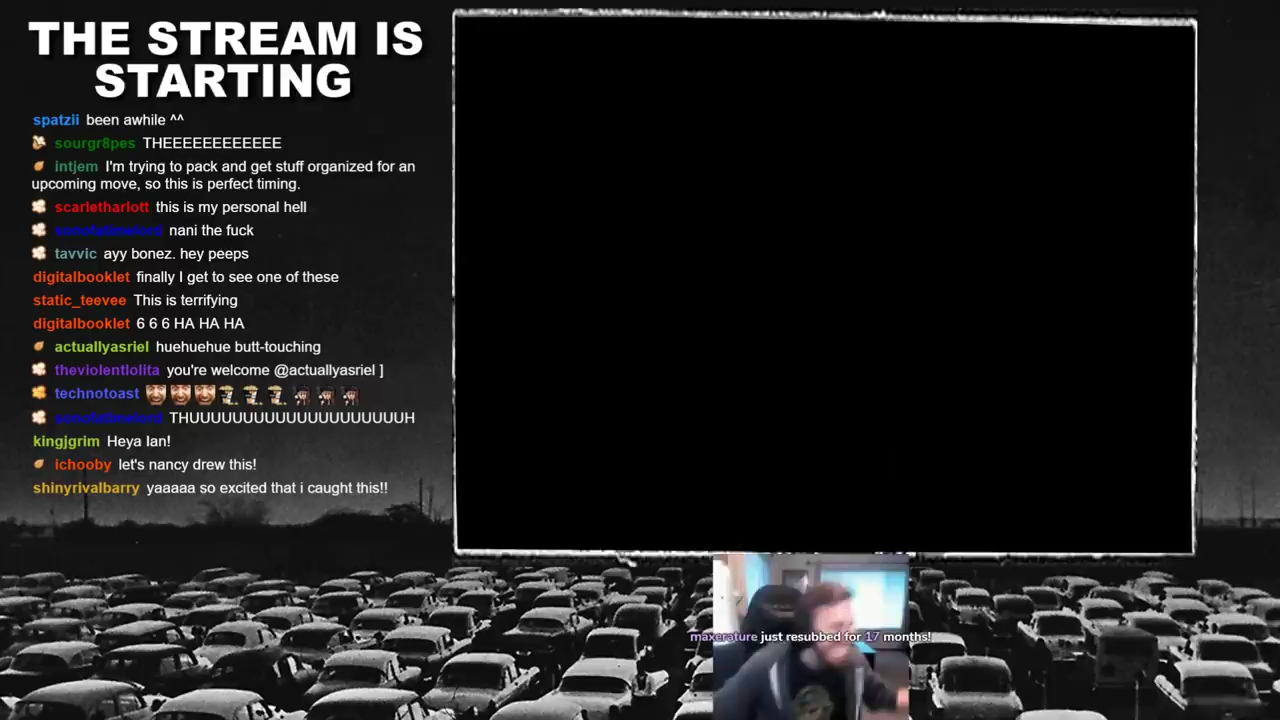 THE STREAM IS
STARTING
spatzii been awhile ^^
sourgr8pes THEEEEEEEEEEEE
intjem I'm trying to pack and get stuff organized for an
upcoming move, so this is perfect timing.
scarletharlott this is my personal hell
sonofatimelord nani the fuck
tavvic ayy bonez. hey peeps
digitalbooklet finally I get to see one of these
static_teevee This is terrifying
digitalbooklet 6 6 6 HA HA HA
actuallyasriel huehuehue butt-touching
theviolentlolita you're welcome @actuallyasriel ]
technotoast
sonofatimelord THUUUUUUUUUUUUUUUUUUUUUH
kingjgrim Heya Ian!
ichooby let's nancy drew this!
shinyrivalbarry yaaaaa so excited that i caught this!!
maxerature just resubbed for 17 months!